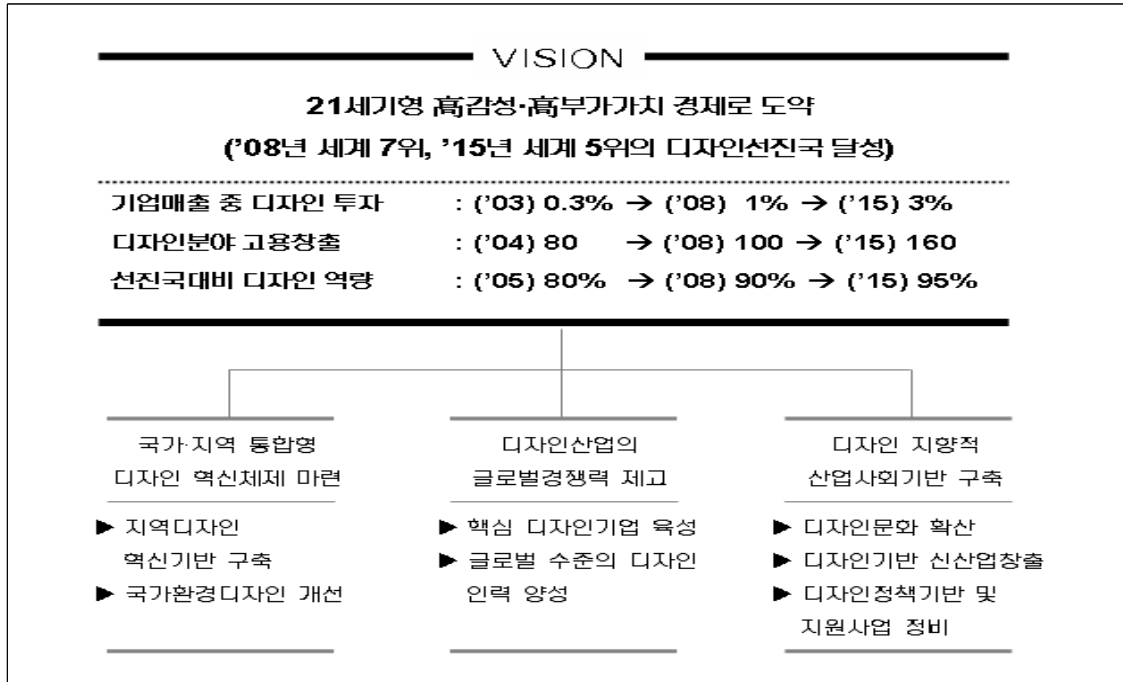 VISION
21세기형 高감성·高부가가치 경제로 도약
('08년 세계 7위, '15년 세계 5위의 디자인선진국 달성)
기업매출 중 디자인 투자 : ('03) 0.3% → ('08) 1% → ('15) 3%
디자인분야 고용창출 : ('04) 80 → ('08) 100 → ('15) 160
선진국대비 디자인 역량 : ('05) 80% → ('08) 90% → ('15) 95%
국가·지역 통합형
디자인 혁신체제 마련
▶ 지역디자인
혁신기반 구축
▶ 국가환경디자인 개선
디자인산업의
글로벌경쟁력 제고
▶ 핵심 디자인기업 육성
▶ 글로벌 수준의 디자인
인력 양성
디자인 지향적
산업사회기반 구축
▶ 디자인문화 확산
▶ 디자인기반 신산업창출
▶ 디자인정책기반 및
지원사업 정비